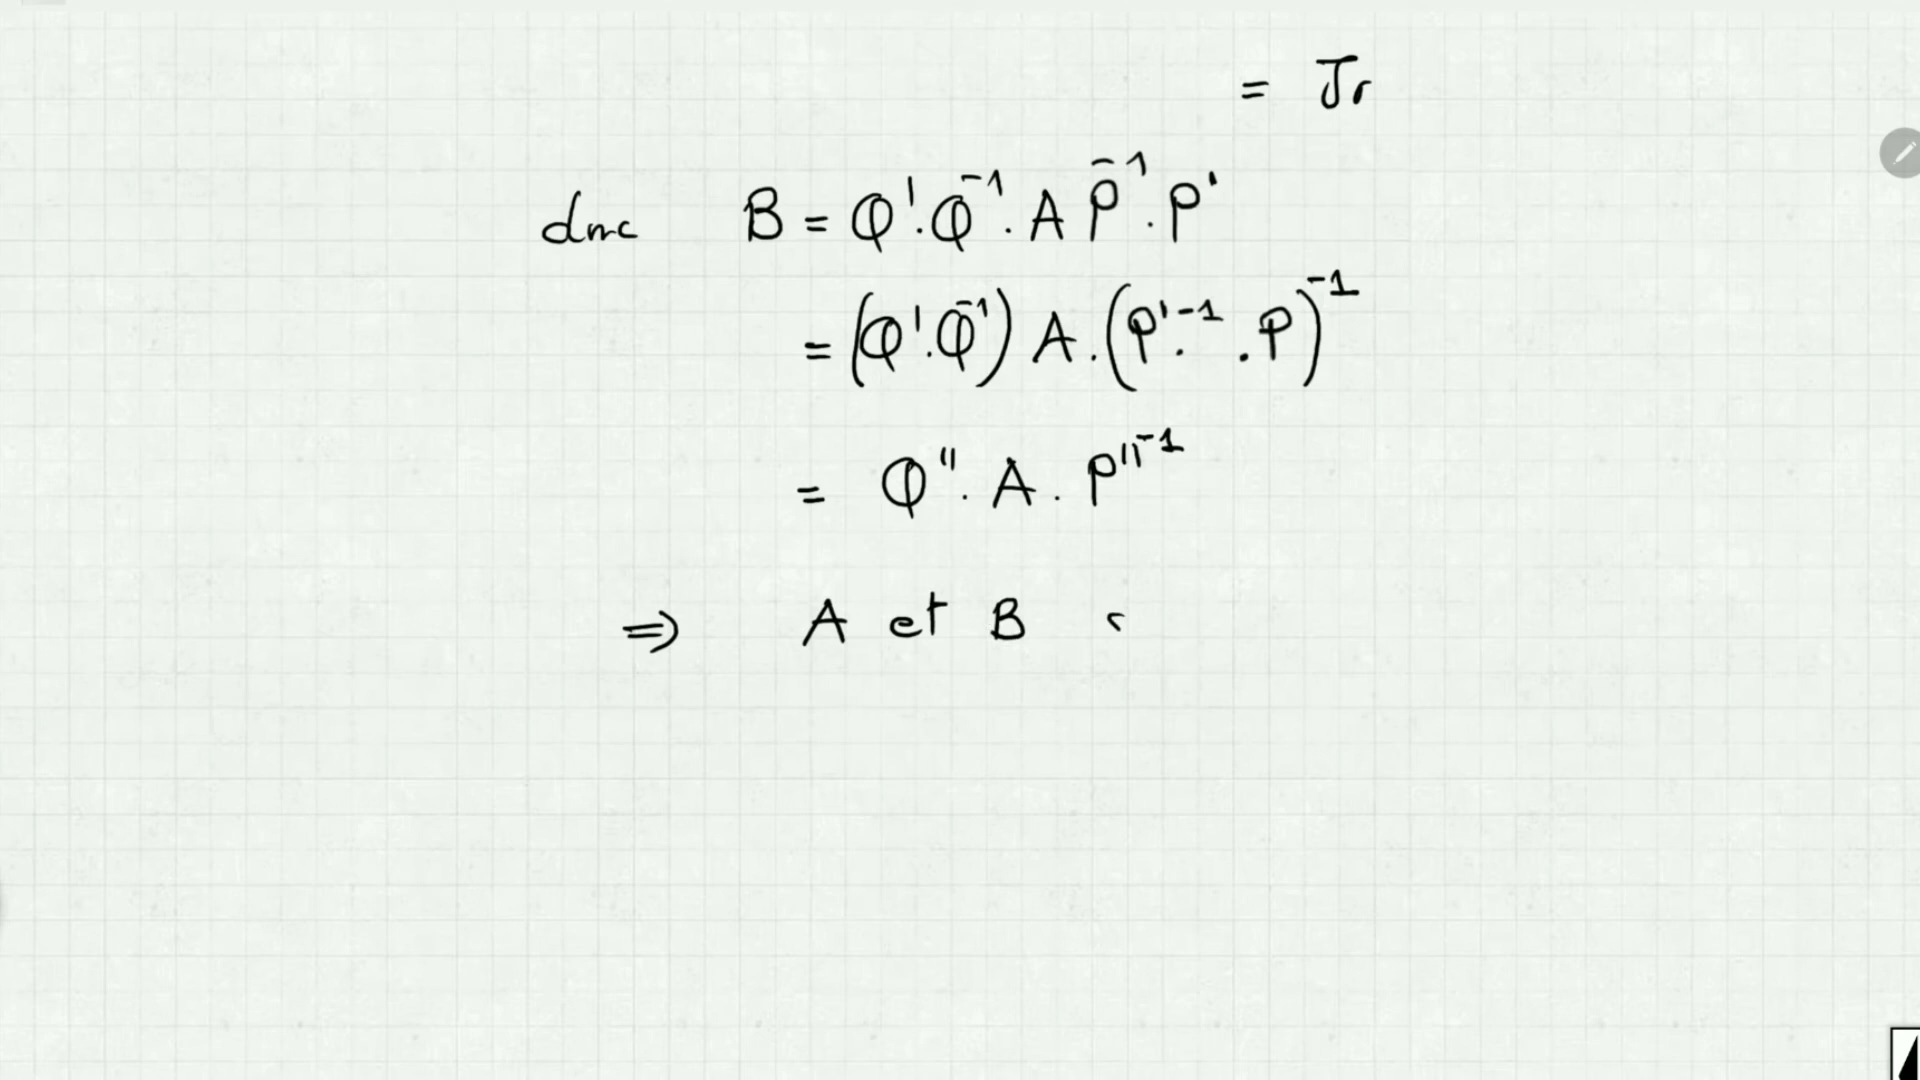 = Jr
donc B = Q'.Q⁻¹. A P⁻¹. P'
= (Q'.Q⁻¹) A. (P'⁻¹ . P)⁻¹
= Q". A. P"⁻¹
⇒ A et B